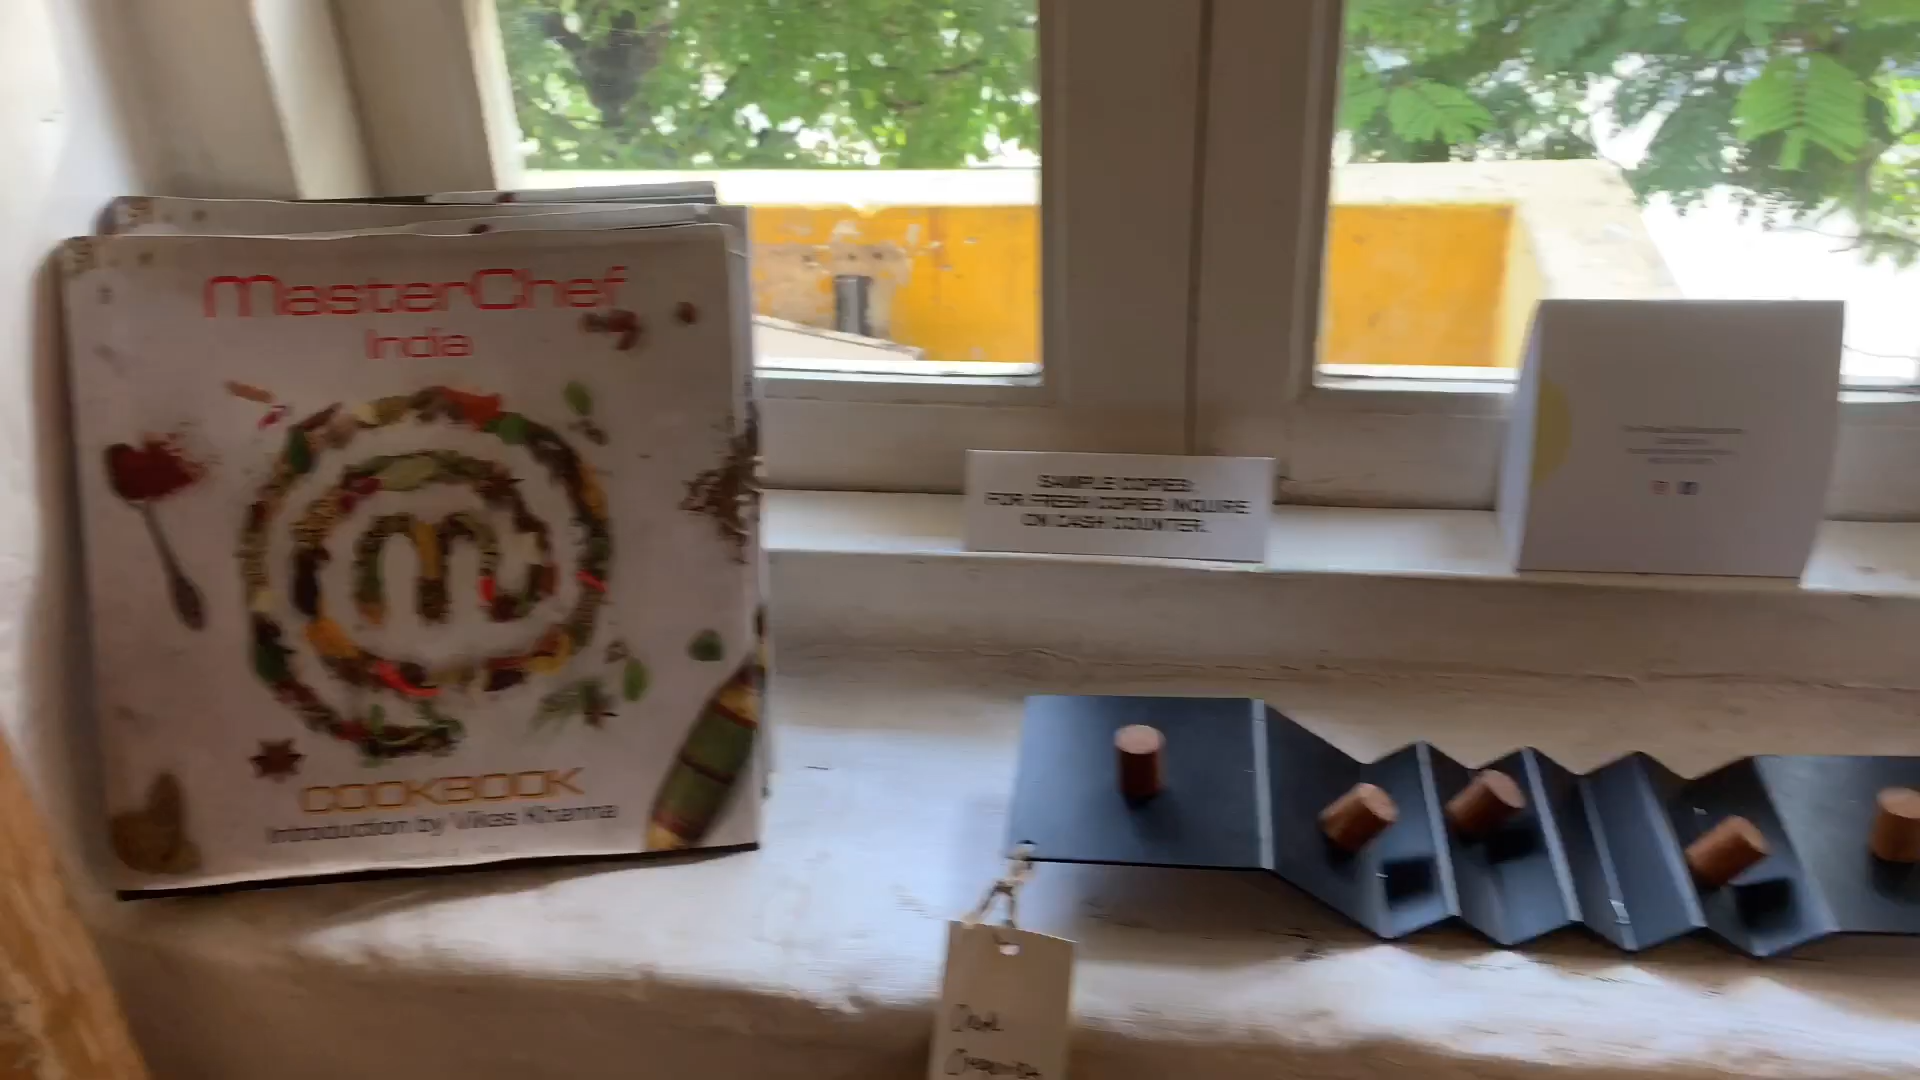 MasterChef
India
COOKBOOK
Introduction by Vikas Khanna
SAMPLE COPIES.
FOR FRESH COPIES INQUIRE
ON CASH COUNTER.